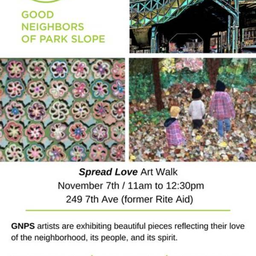 GOOD
NEIGHBORS
OF PARK SLOPE
Spread Love Art Walk
November 7th / 11am to 12:30pm
249 7th Ave (former Rite Aid)
GNPS artists are exhibiting beautiful pieces reflecting their love
of the neighborhood, its people, and its spirit.